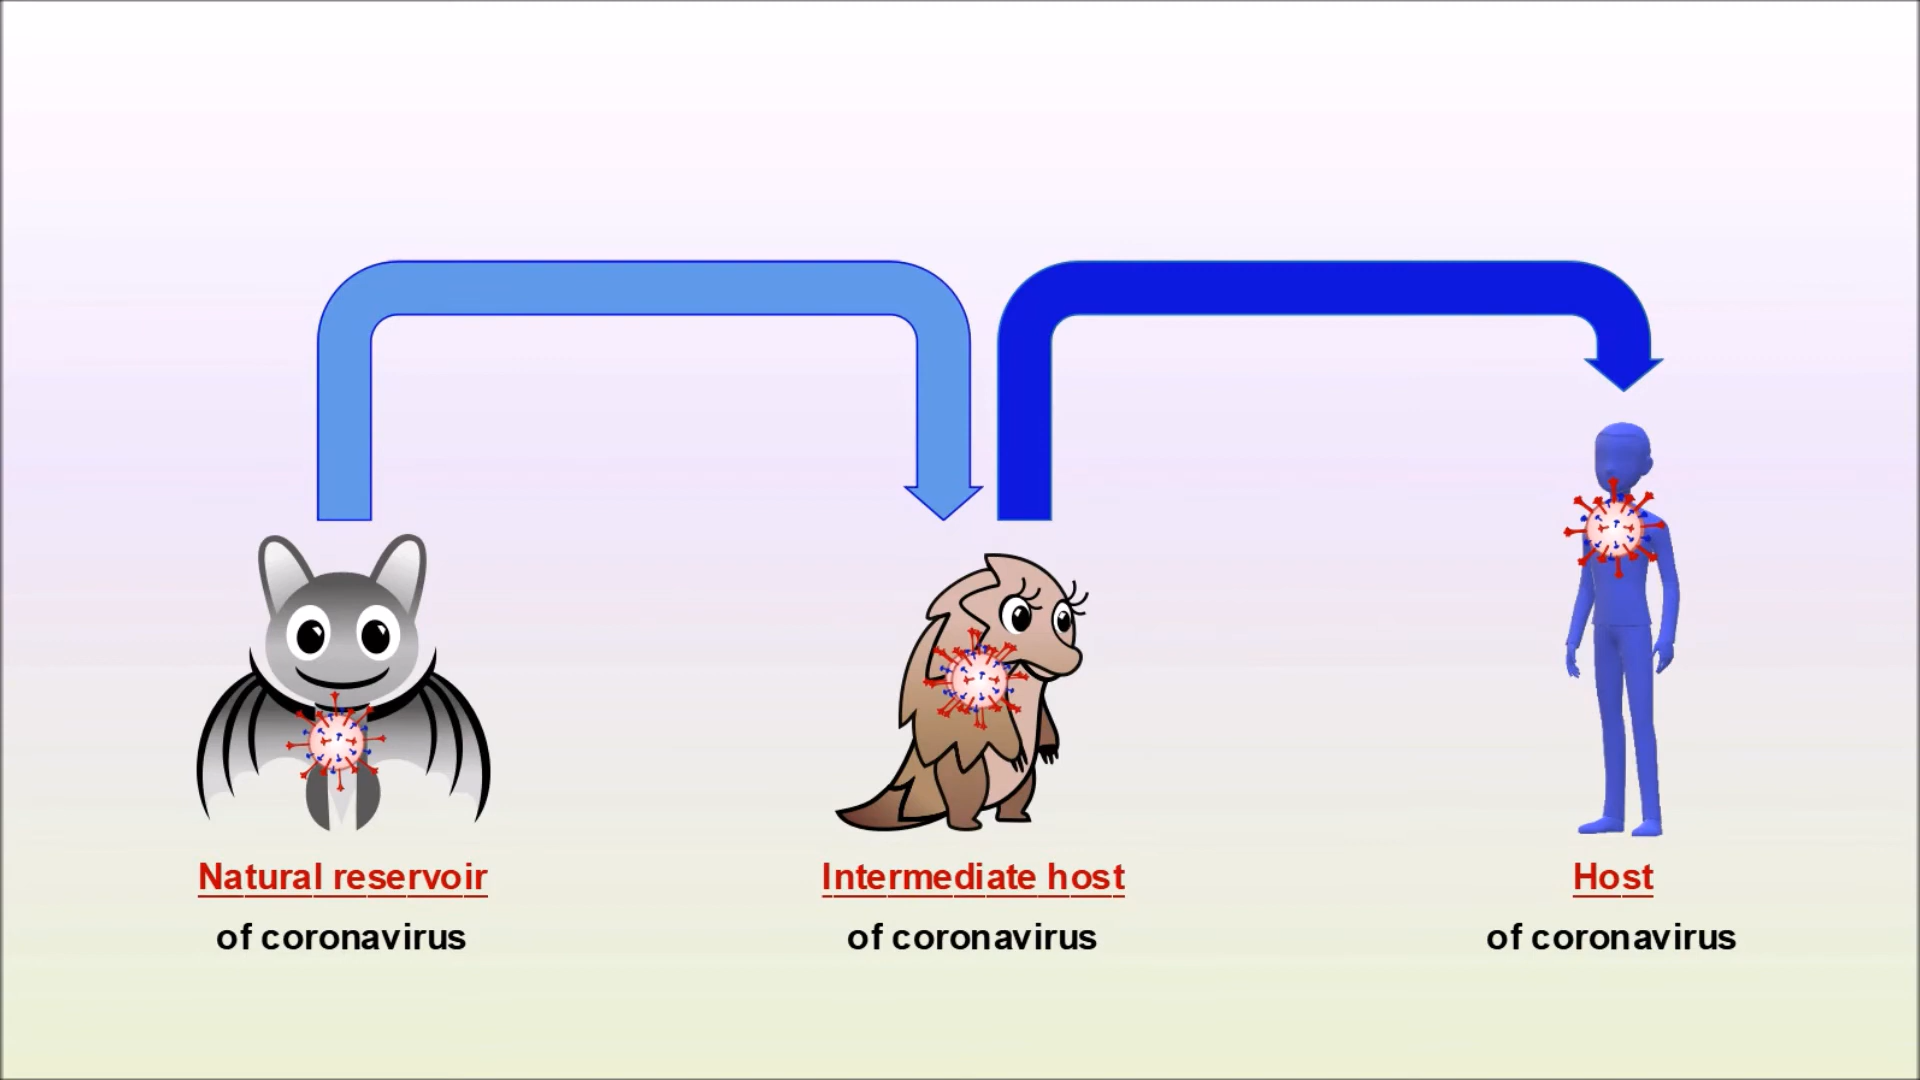 Natural reservoir
of coronavirus
Intermediate host
of coronavirus
Host
of coronavirus